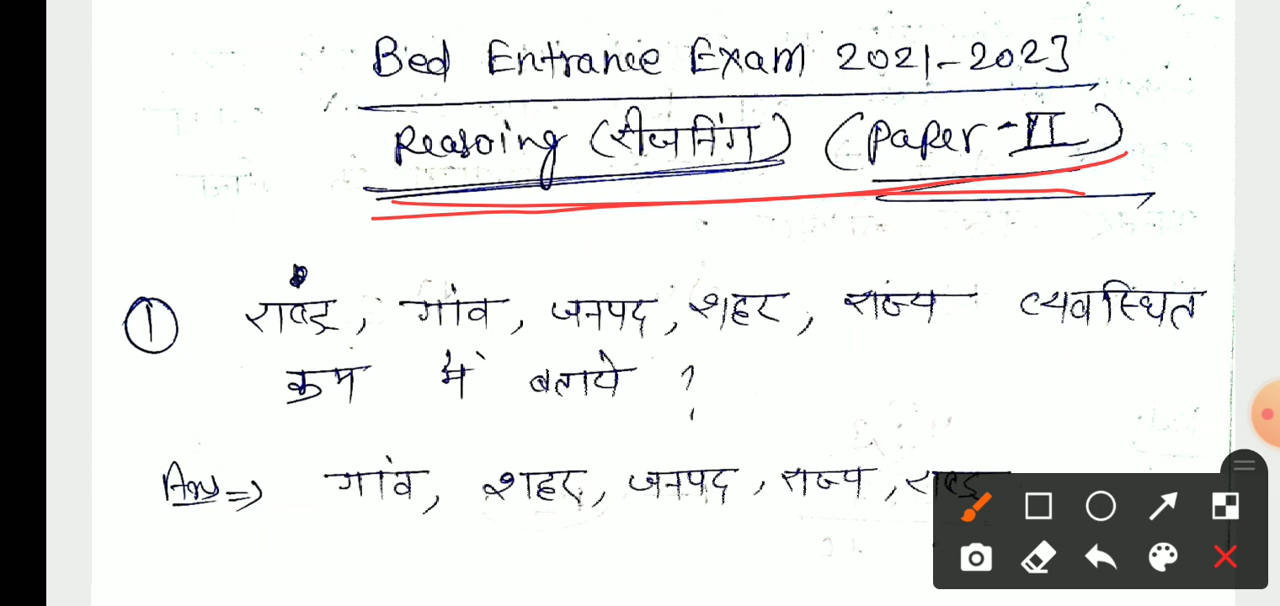 Bed Entrance Exam 2021-2023
Reasoing (रीजनिंग) (Paper-II)
① राष्ट्र, गांव, जनपद, शहर, राज्य व्यवस्थित
क्रम में बताये ?
Ans => गांव, शहर, जनपद, राज्य, राष्ट्र